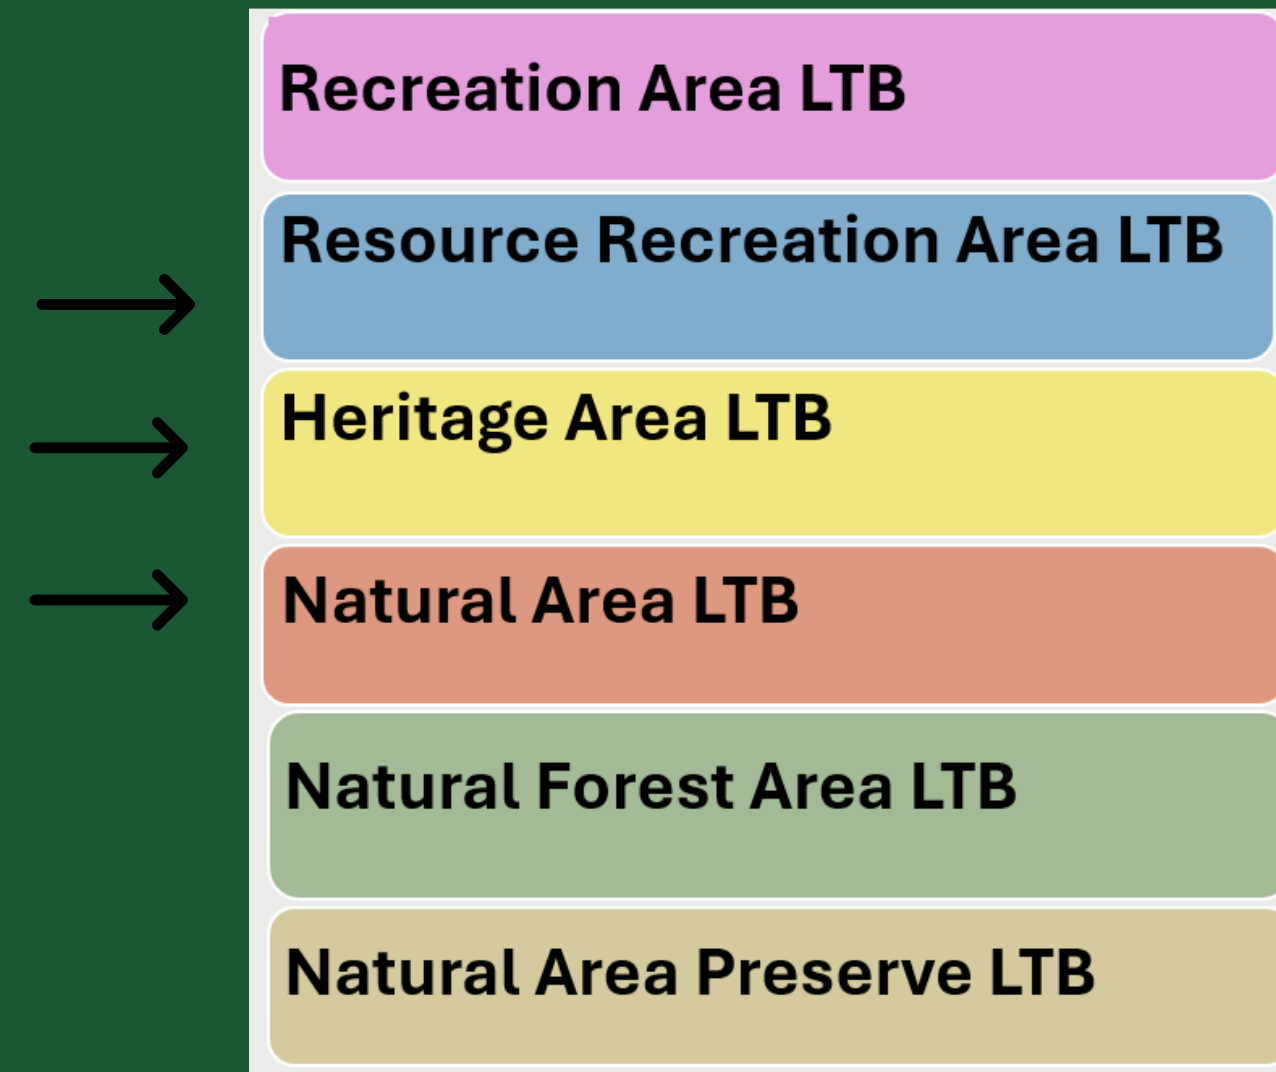 Recreation Area LTB
Resource Recreation Area LTB
Heritage Area LTB
Natural Area LTB
Natural Forest Area LTB
Natural Area Preserve LTB